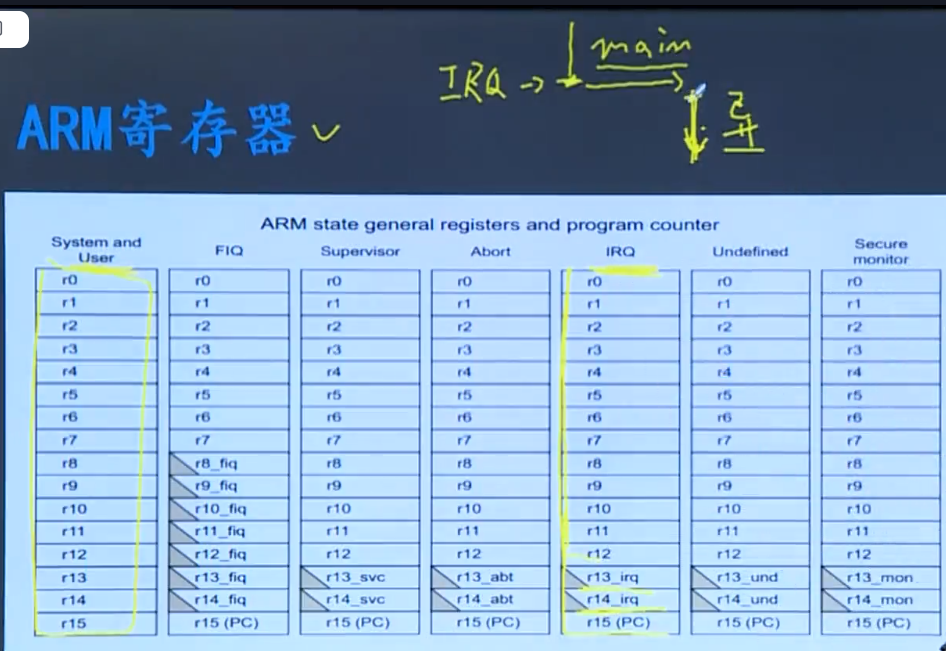 main
IRQ
ARM寄存器
ARM state general registers and program counter
System and User FIQ Supervisor Abort IRQ Undefined Secure monitor
r0 r0 r0 r0 r0 r0 r0
r1 r1 r1 r1 r1 r1 r1
r2 r2 r2 r2 r2 r2 r2
r3 r3 r3 r3 r3 r3 r3
r4 r4 r4 r4 r4 r4 r4
r5 r5 r5 r5 r5 r5 r5
r6 r6 r6 r6 r6 r6 r6
r7 r7 r7 r7 r7 r7 r7
r8 r8_fiq r8 r8 r8 r8 r8
r9 r9_fiq r9 r9 r9 r9 r9
r10 r10_fiq r10 r10 r10 r10 r10
r11 r11_fiq r11 r11 r11 r11 r11
r12 r12_fiq r12 r12 r12 r12 r12
r13 r13_fiq r13_svc r13_abt r13_irq r13_und r13_mon
r14 r14_fiq r14_svc r14_abt r14_irq r14_und r14_mon
r15 r15 (PC) r15 (PC) r15 (PC) r15 (PC) r15 (PC) r15 (PC)